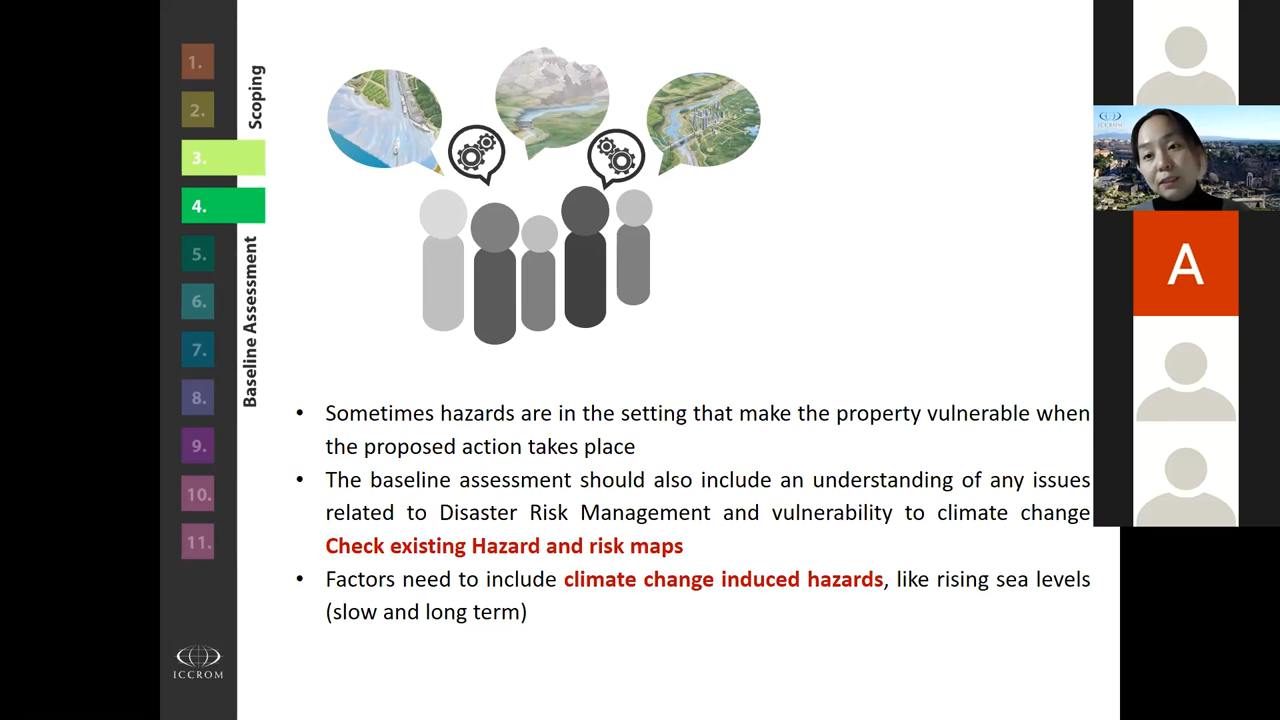 1.
2.
3.
4.
5.
6.
7.
8.
9.
10.
11.
Scoping
Baseline Assessment
• Sometimes hazards are in the setting that make the property vulnerable when
the proposed action takes place
• The baseline assessment should also include an understanding of any issues
related to Disaster Risk Management and vulnerability to climate change
Check existing Hazard and risk maps
• Factors need to include climate change induced hazards, like rising sea levels
(slow and long term)
ICCROM
ICCROM
A